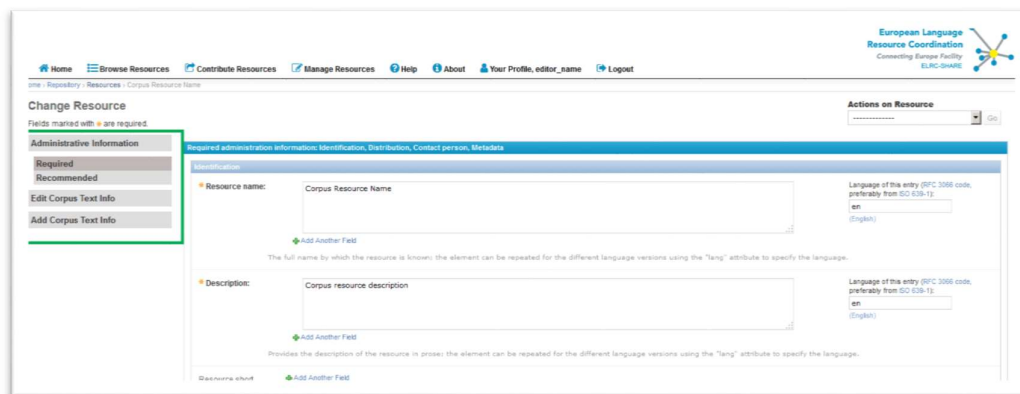 European Language
Resource Coordination
Connecting Europe Facility
ELRC-SHARE
Home Browse Resources Contribute Resources Manage Resources Help About Your Profile, editor_name Logout
ome › Repository › Resources › Corpus Resource Name
Change Resource
Actions on Resource
Fields marked with are required.
------------- Go
Administrative Information
Required
Recommended
Edit Corpus Text Info
Add Corpus Text Info
Required administration information: Identification, Distribution, Contact person, Metadata
Identification
Resource name:
Corpus Resource Name
Language of this entry (RFC 3066 code,
preferably from ISO 639-1):
en
(English)
Add Another Field
The full name by which the resource is known; the element can be repeated for the different language versions using the "lang" attribute to specify the language.
Description:
Corpus resource description
Language of this entry (RFC 3066 code,
preferably from ISO 639-1):
en
(English)
Add Another Field
Provides the description of the resource in prose; the element can be repeated for the different language versions using the "lang" attribute to specify the language.
Resource short Add Another Field